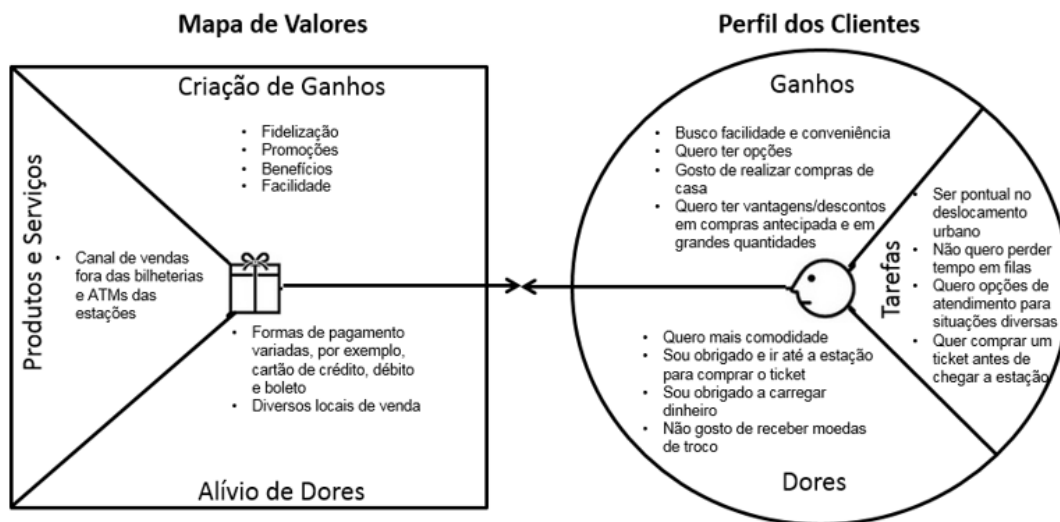 Mapa de Valores
Criação de Ganhos
• Fidelização
• Promoções
• Benefícios
• Facilidade
Produtos e Serviços
• Canal de vendas
fora das bilheterias
e ATMs das
estações
• Formas de pagamento
variadas, por exemplo,
cartão de crédito, débito
e boleto
• Diversos locais de venda
Alívio de Dores
Perfil dos Clientes
Ganhos
• Busco facilidade e conveniência
• Quero ter opções
• Gosto de realizar compras de
casa
• Quero ter vantagens/descontos
em compras antecipada e em
grandes quantidades
Tarefas
• Ser pontual no
deslocamento
urbano
• Não quero perder
tempo em filas
• Quero opções de
atendimento para
situações diversas
• Quer comprar um
ticket antes de
chegar a estação
• Quero mais comodidade
• Sou obrigado e ir até a estação
para comprar o ticket
• Sou obrigado a carregar
dinheiro
• Não gosto de receber moedas
de troco
Dores